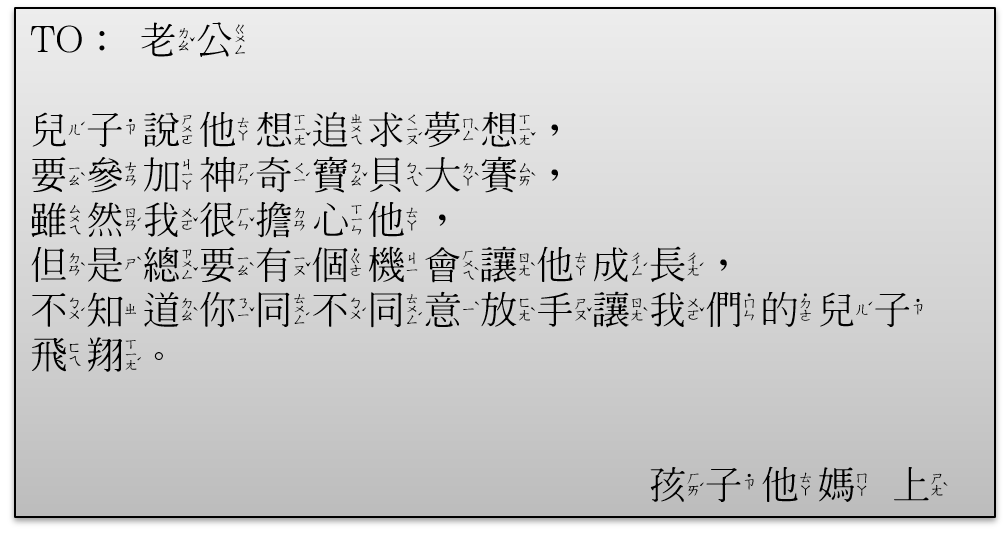 TO： 老公
兒子說他想追求夢想，
要參加神奇寶貝大賽，
雖然我很擔心他，
但是總要有個機會讓他成長，
不知道你同不同意放手讓我們的兒子
飛翔。
孩子他媽 上